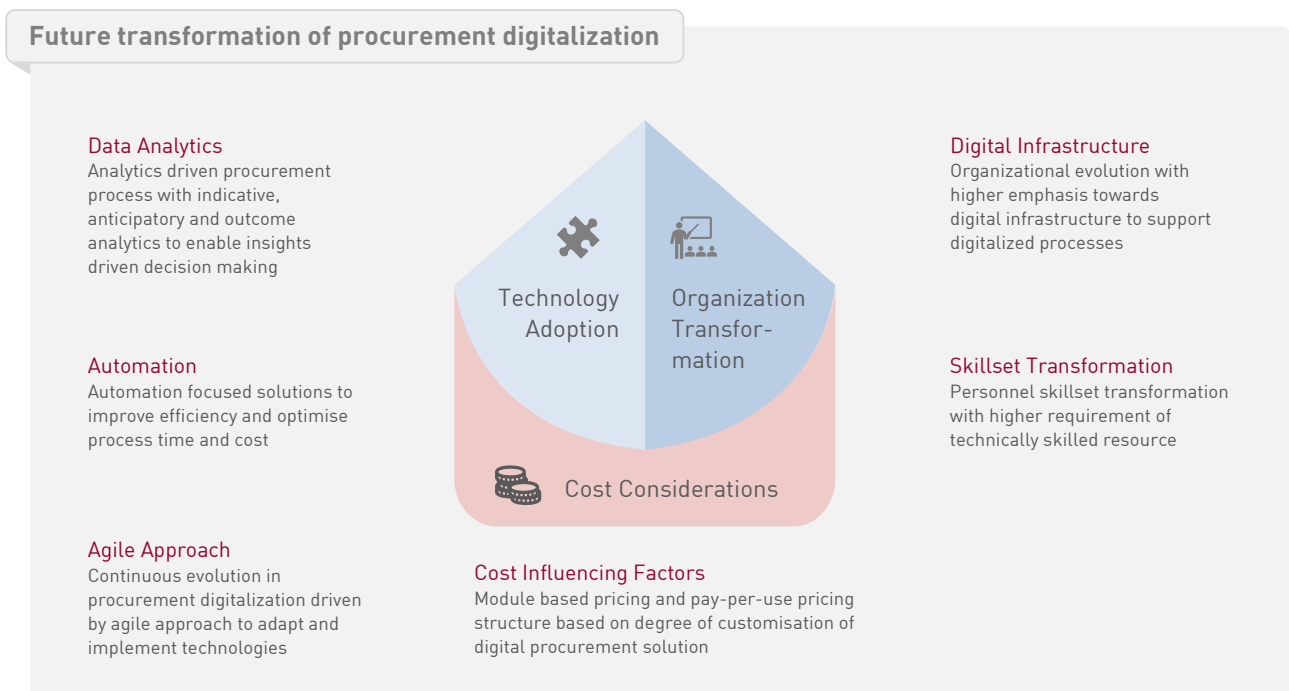 Future transformation of procurement digitalization
Data Analytics
Analytics driven procurement
process with indicative,
anticipatory and outcome
analytics to enable insights
driven decision making
Automation
Automation focused solutions to
improve efficiency and optimise
process time and cost
Agile Approach
Continuous evolution in
procurement digitalization driven
by agile approach to adapt and
implement technologies
Technology
Adoption
Organization
Transfor-
mation
Cost Considerations
Cost Influencing Factors
Module based pricing and pay-per-use pricing
structure based on degree of customisation of
digital procurement solution
Digital Infrastructure
Organizational evolution with
higher emphasis towards
digital infrastructure to support
digitalized processes
Skillset Transformation
Personnel skillset transformation
with higher requirement of
technically skilled resource